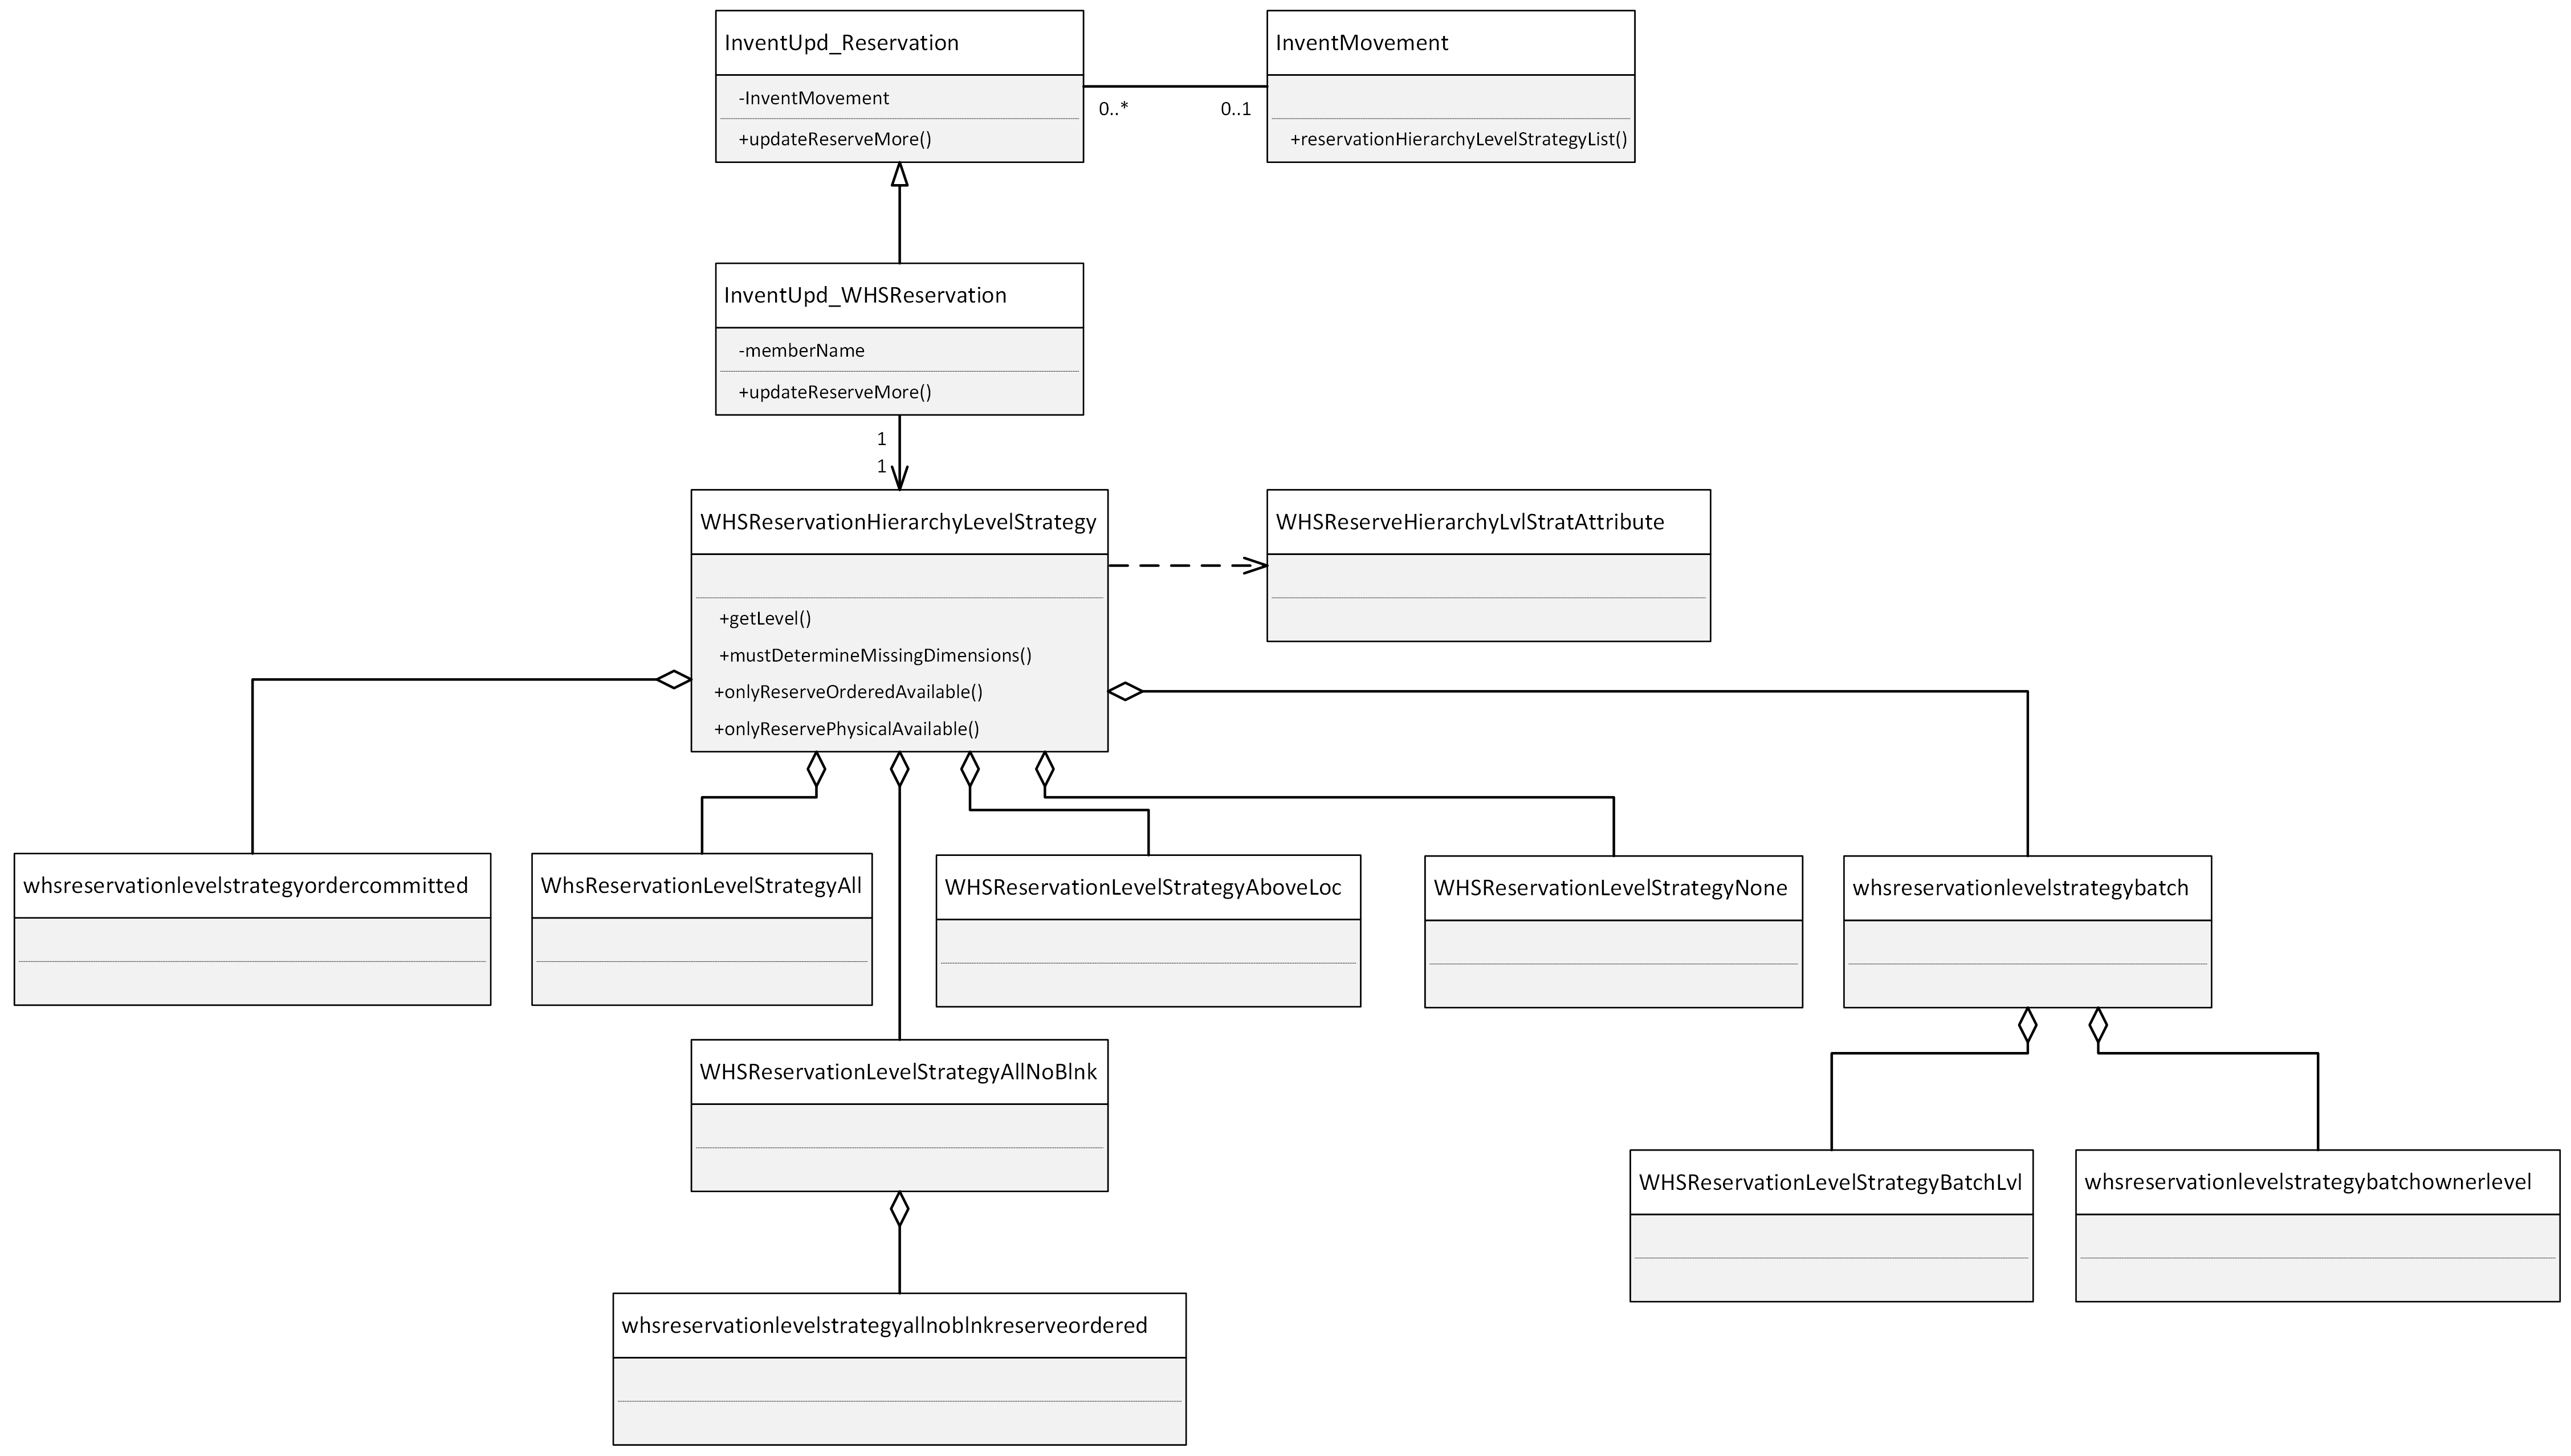 InventUpd_Reservation
-InventMovement
+updateReserveMore()
0..*
0..1
InventMovement
+reservationHierarchyLevelStrategyList()
InventUpd_WHSReservation
-memberName
+updateReserveMore()
1
1
WHSReservationHierarchyLevelStrategy
+getLevel()
+mustDetermineMissingDimensions()
+onlyReserveOrderedAvailable()
+onlyReservePhysicalAvailable()
WHSReserveHierarchyLvlStratAttribute
whsreservationlevelstrategyordercommitted
WhsReservationLevelStrategyAll
WHSReservationLevelStrategyAboveLoc
WHSReservationLevelStrategyNone
whsreservationlevelstrategybatch
WHSReservationLevelStrategyAllNoBlnk
WHSReservationLevelStrategyBatchLvl
whsreservationlevelstrategybatchownerlevel
whsreservationlevelstrategyallnoblnkreserveordered